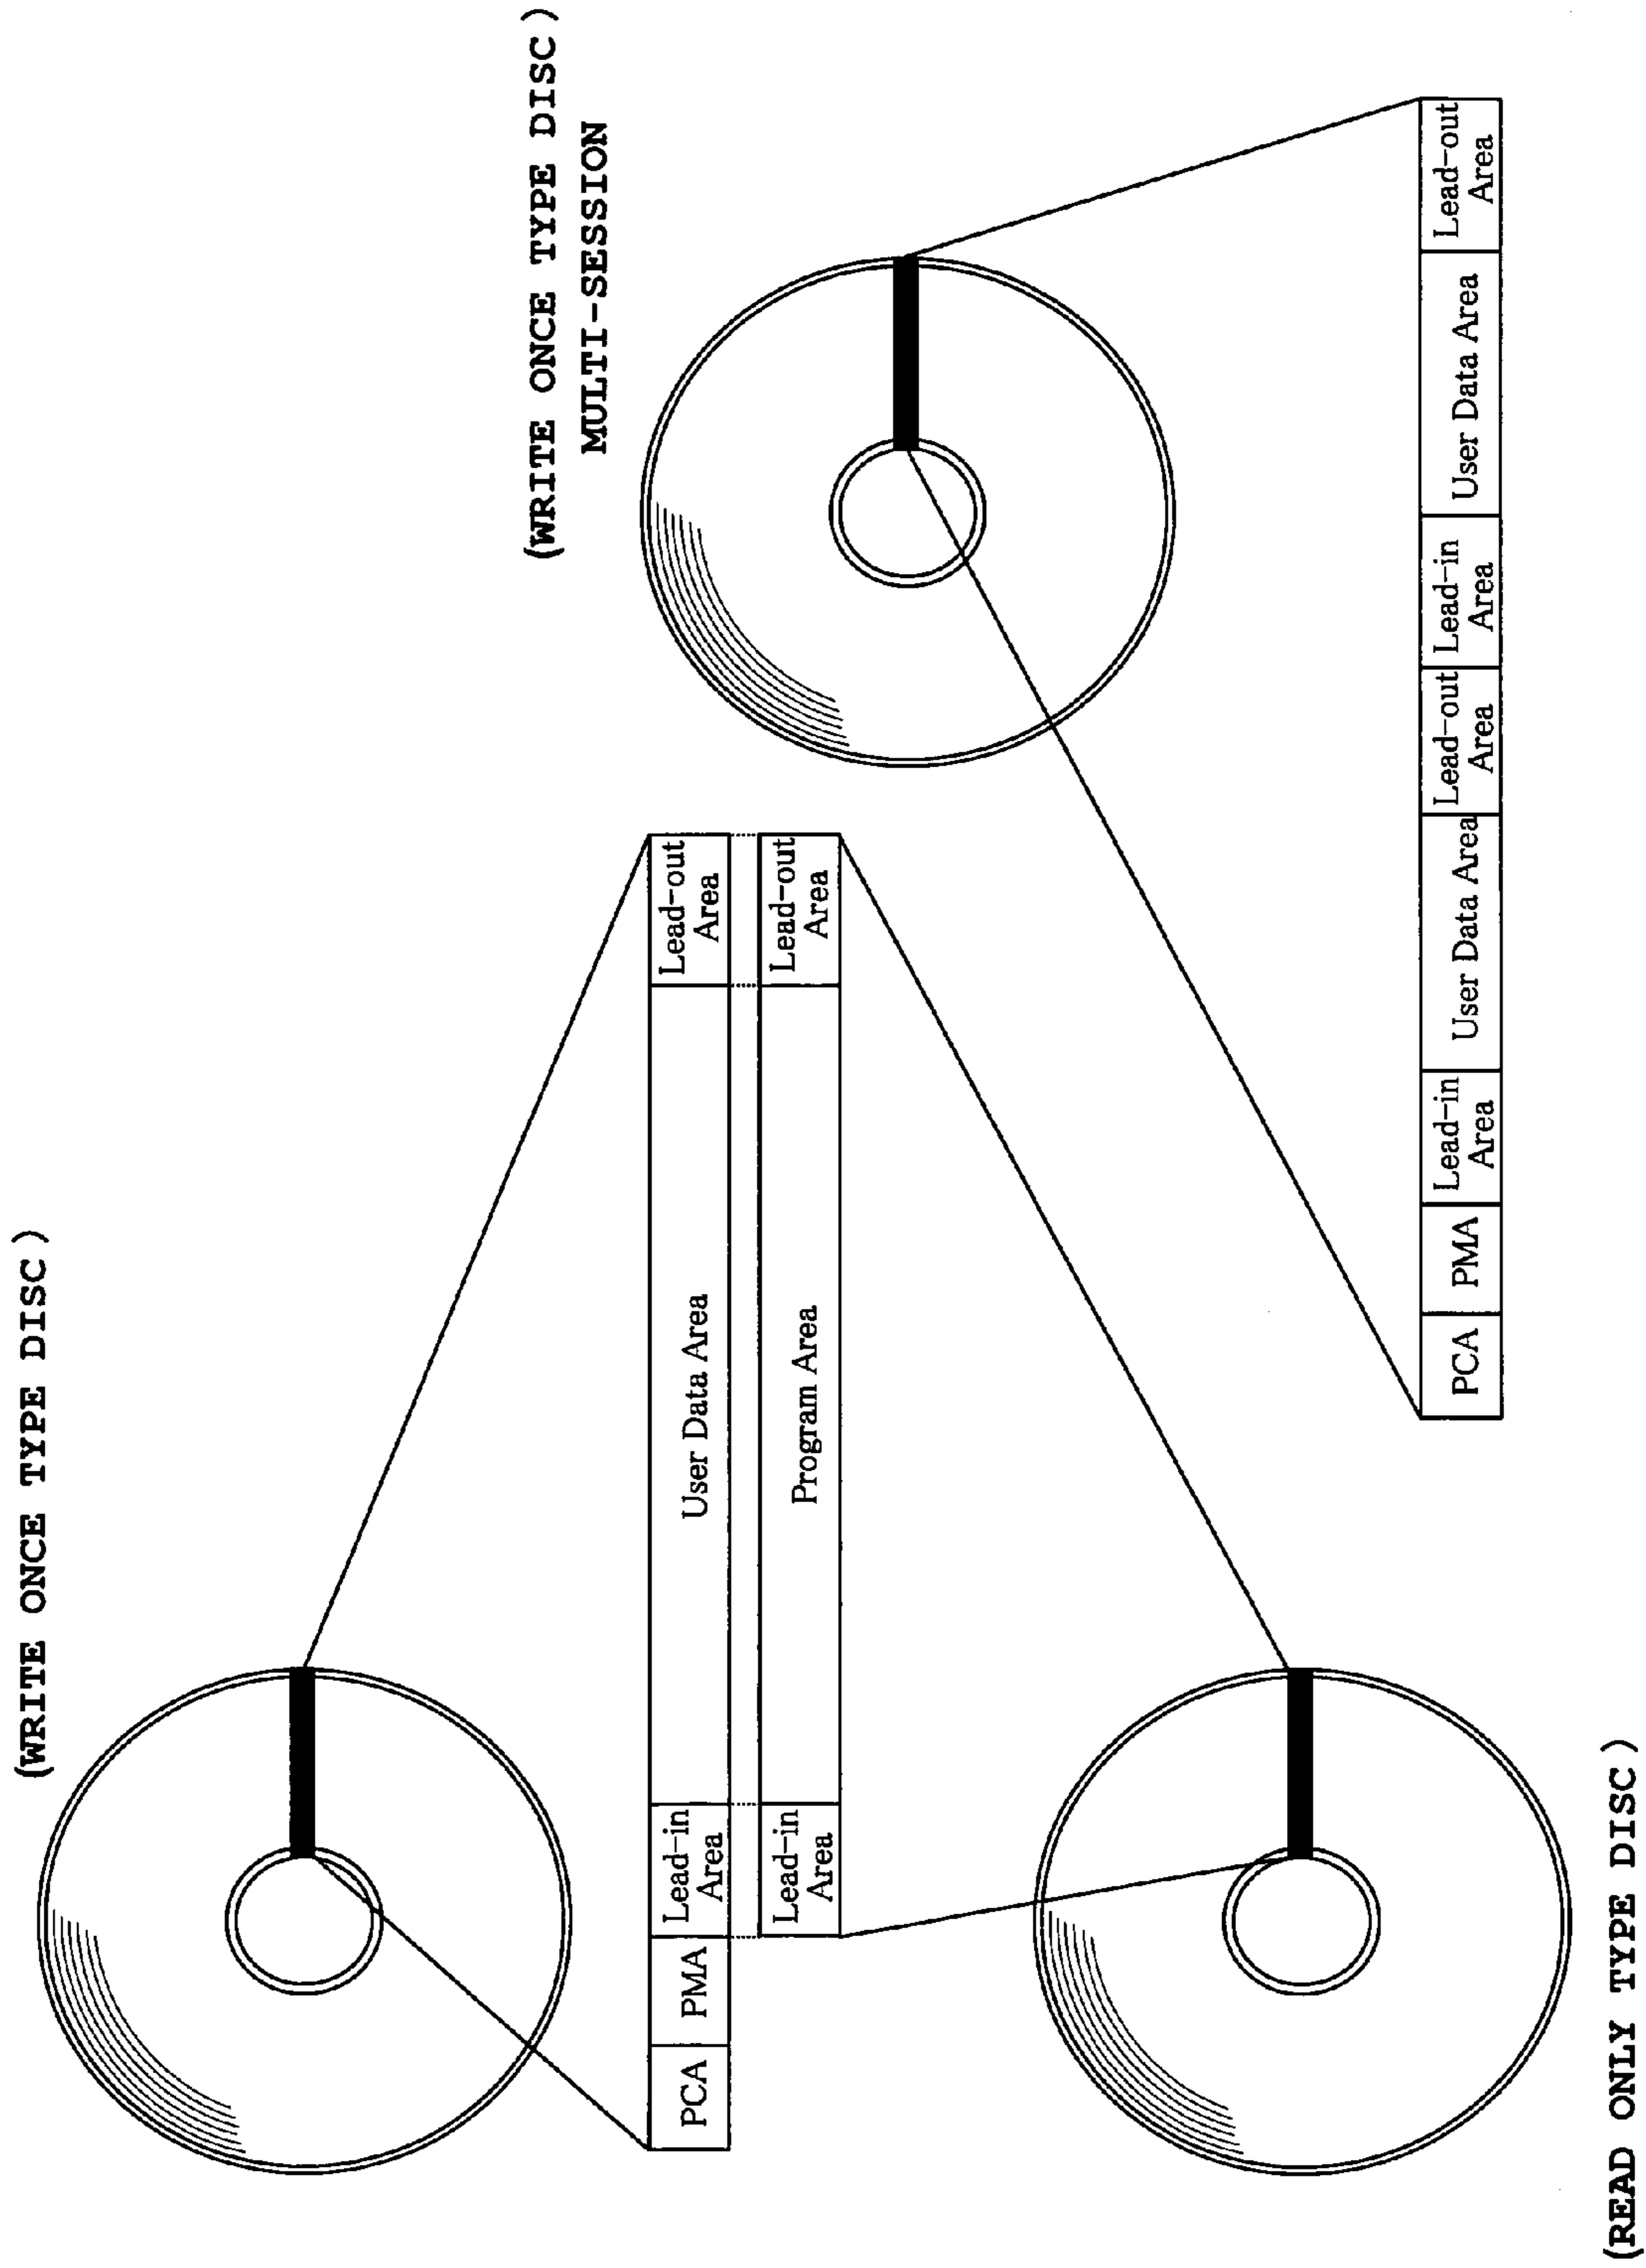 (WRITE ONCE TYPE DISC)
PCA
PMA
Lead-in
Area
User Data Area
Lead-out
Area
Lead-in
Area
Program Area
Lead-out
Area
(READ ONLY TYPE DISC)
(WRITE ONCE TYPE DISC)
MULTI-SESSION
PCA
PMA
Lead-in
Area
User Data Area
Lead-out
Area
Lead-in
Area
User Data Area
Lead-out
Area